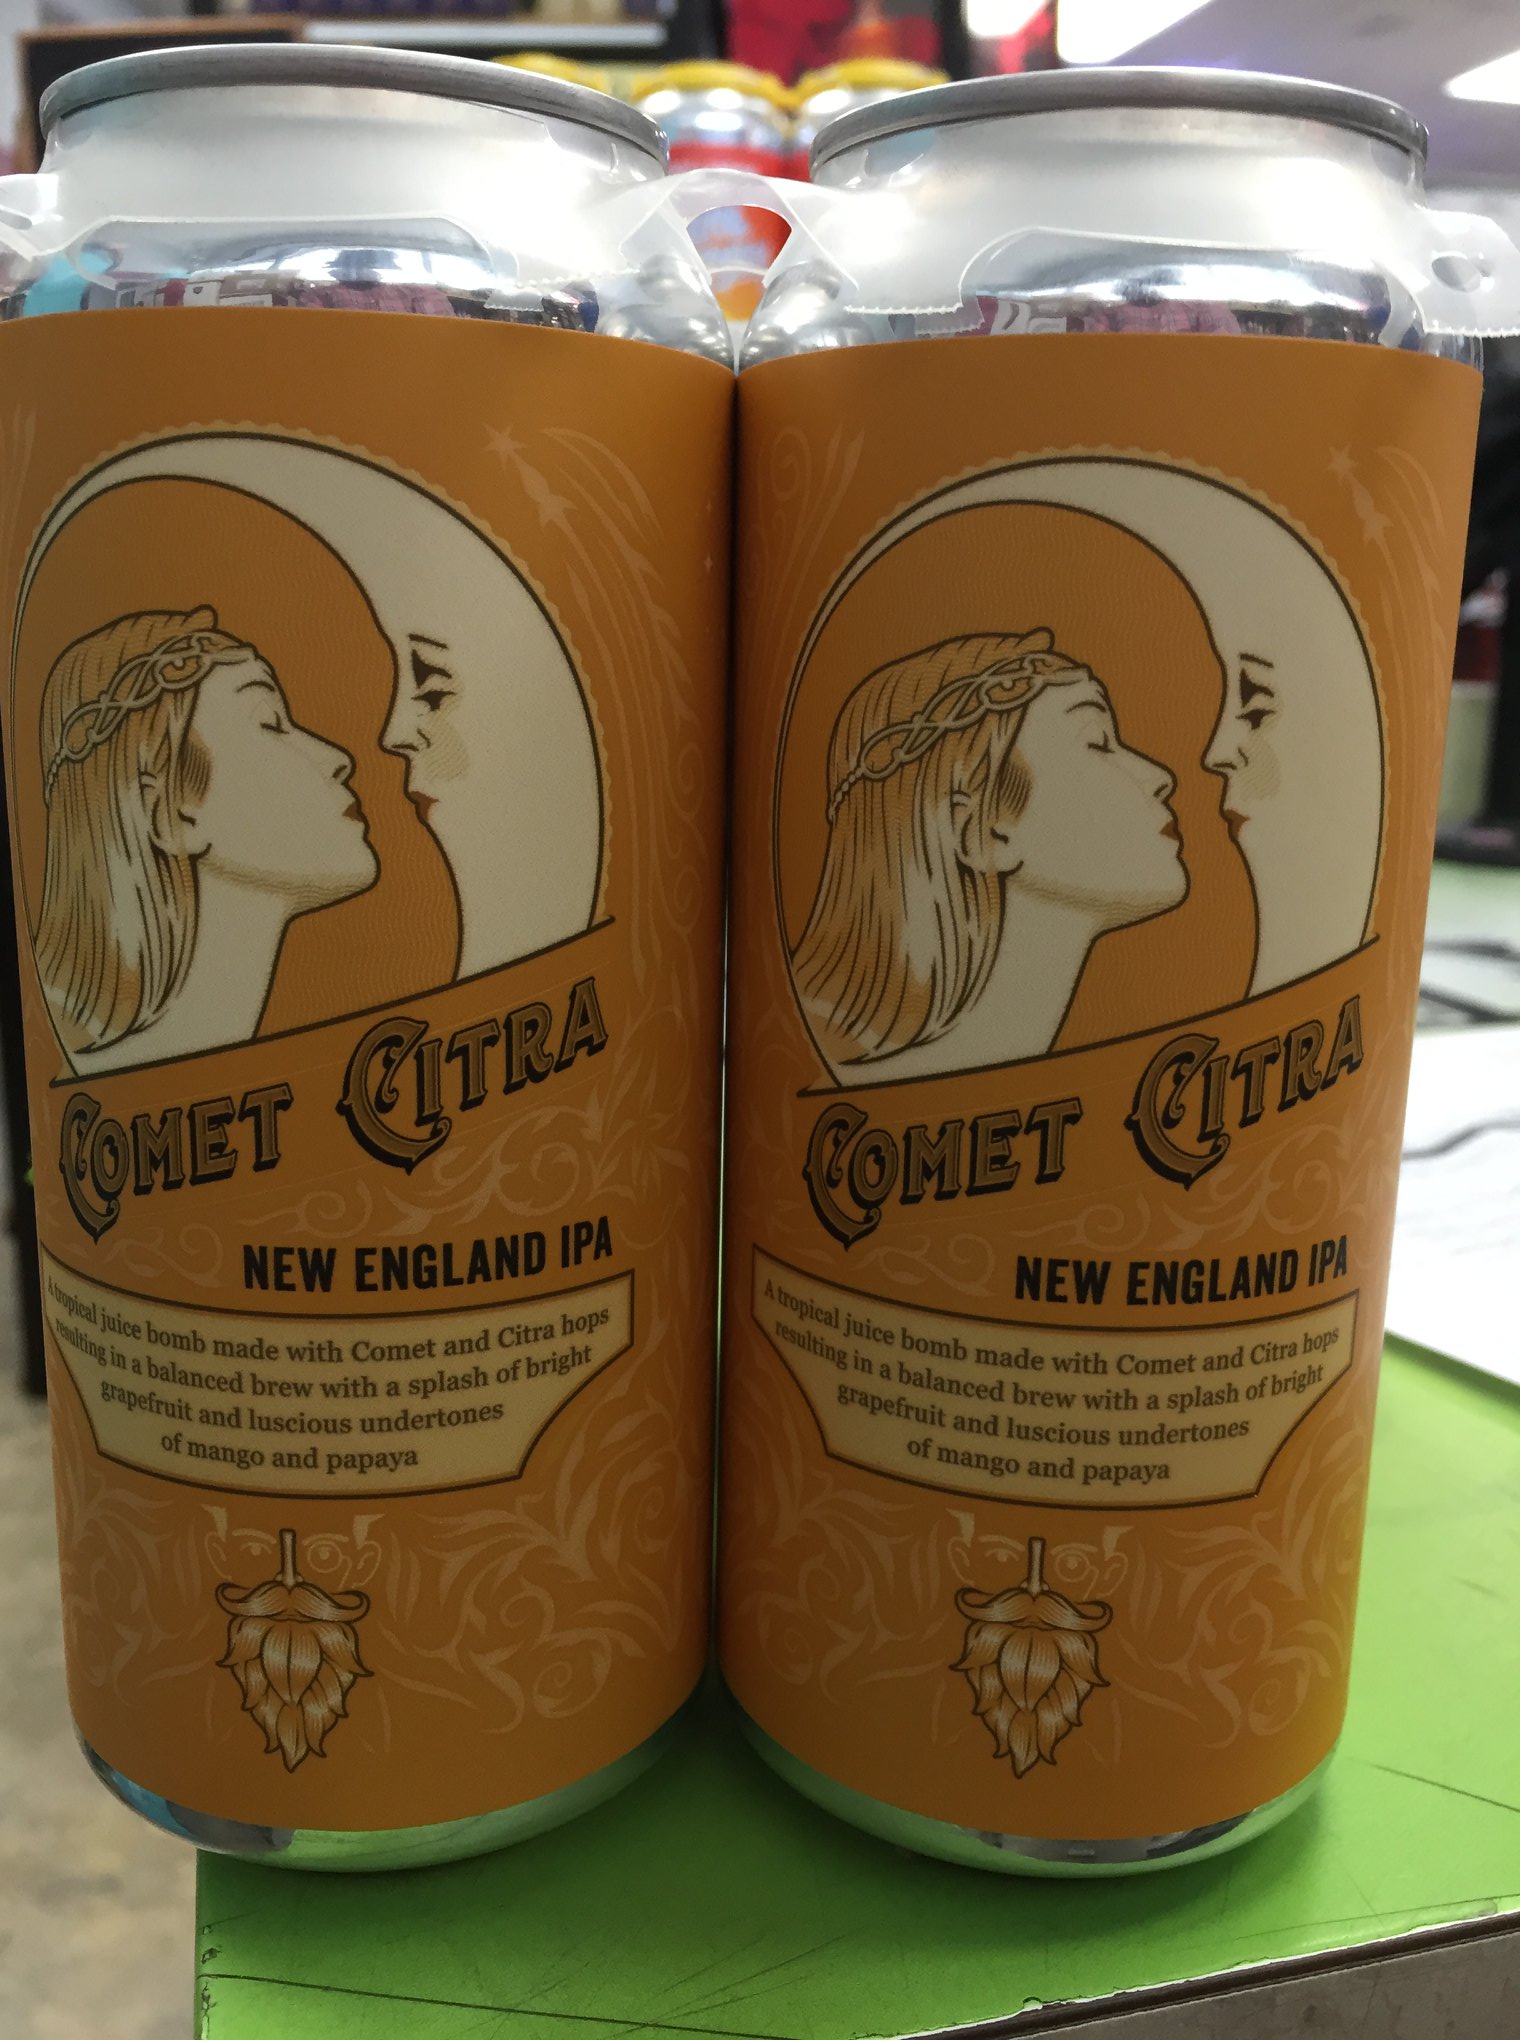 COMET CITRA
NEW ENGLAND IPA
A tropical juice bomb made with Comet and Citra hops
resulting in a balanced brew with a splash of bright
grapefruit and luscious undertones
of mango and papaya
COMET CITRA
NEW ENGLAND IPA
A tropical juice bomb made with Comet and Citra hops
resulting in a balanced brew with a splash of bright
grapefruit and luscious undertones
of mango and papaya